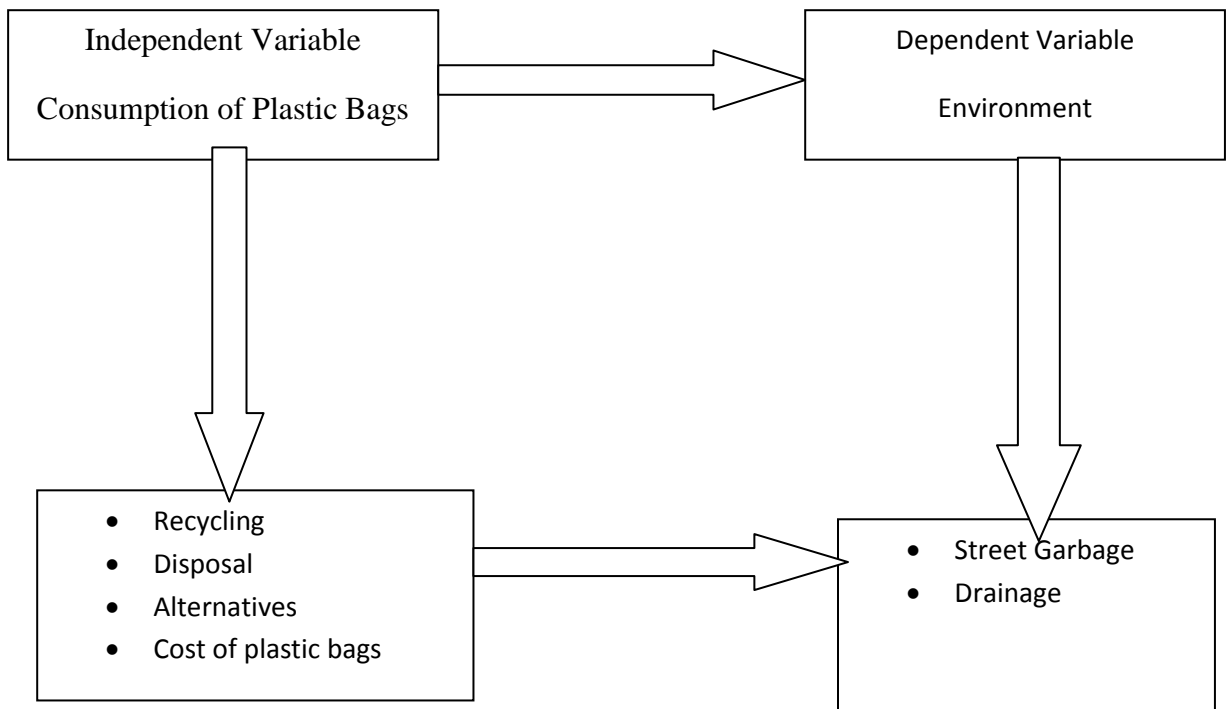 Independent Variable
Consumption of Plastic Bags
Dependent Variable
Environment
• Recycling
• Disposal
• Alternatives
• Cost of plastic bags
• Street Garbage
• Drainage